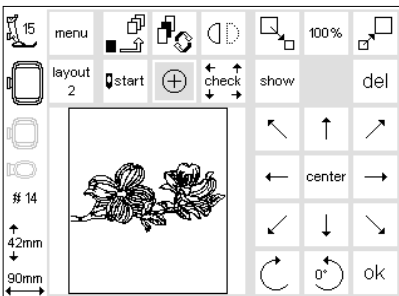 15
menu
100%
layout
2
start
check
show
del
center
# 14
42mm
90mm
0°
ok